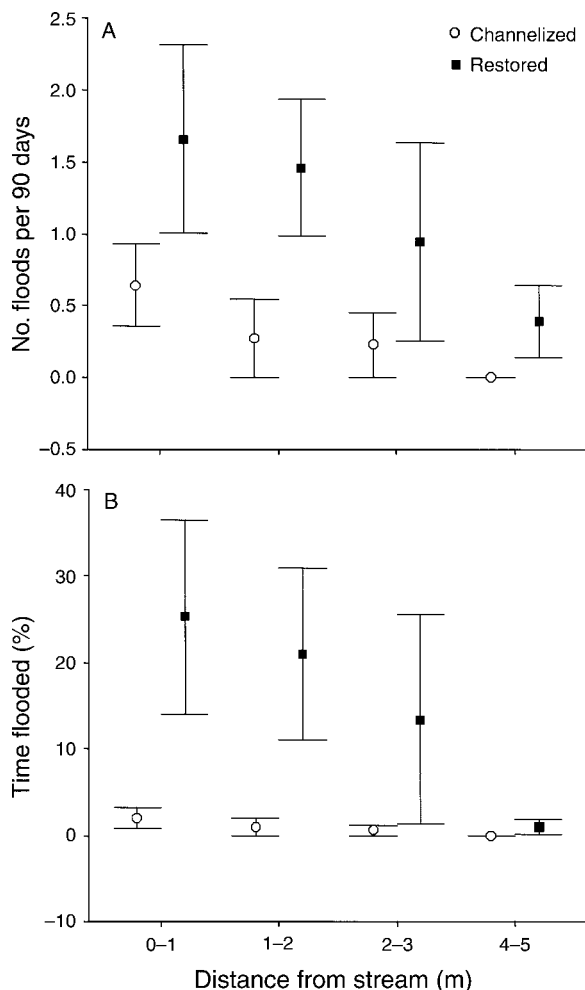 A
Channelized
Restored
No. floods per 90 days
2.5
2.0
1.5
1.0
0.5
0.0
−0.5
B
Time flooded (%)
40
30
20
10
0
−10
0–1 1–2 2–3 4–5
Distance from stream (m)